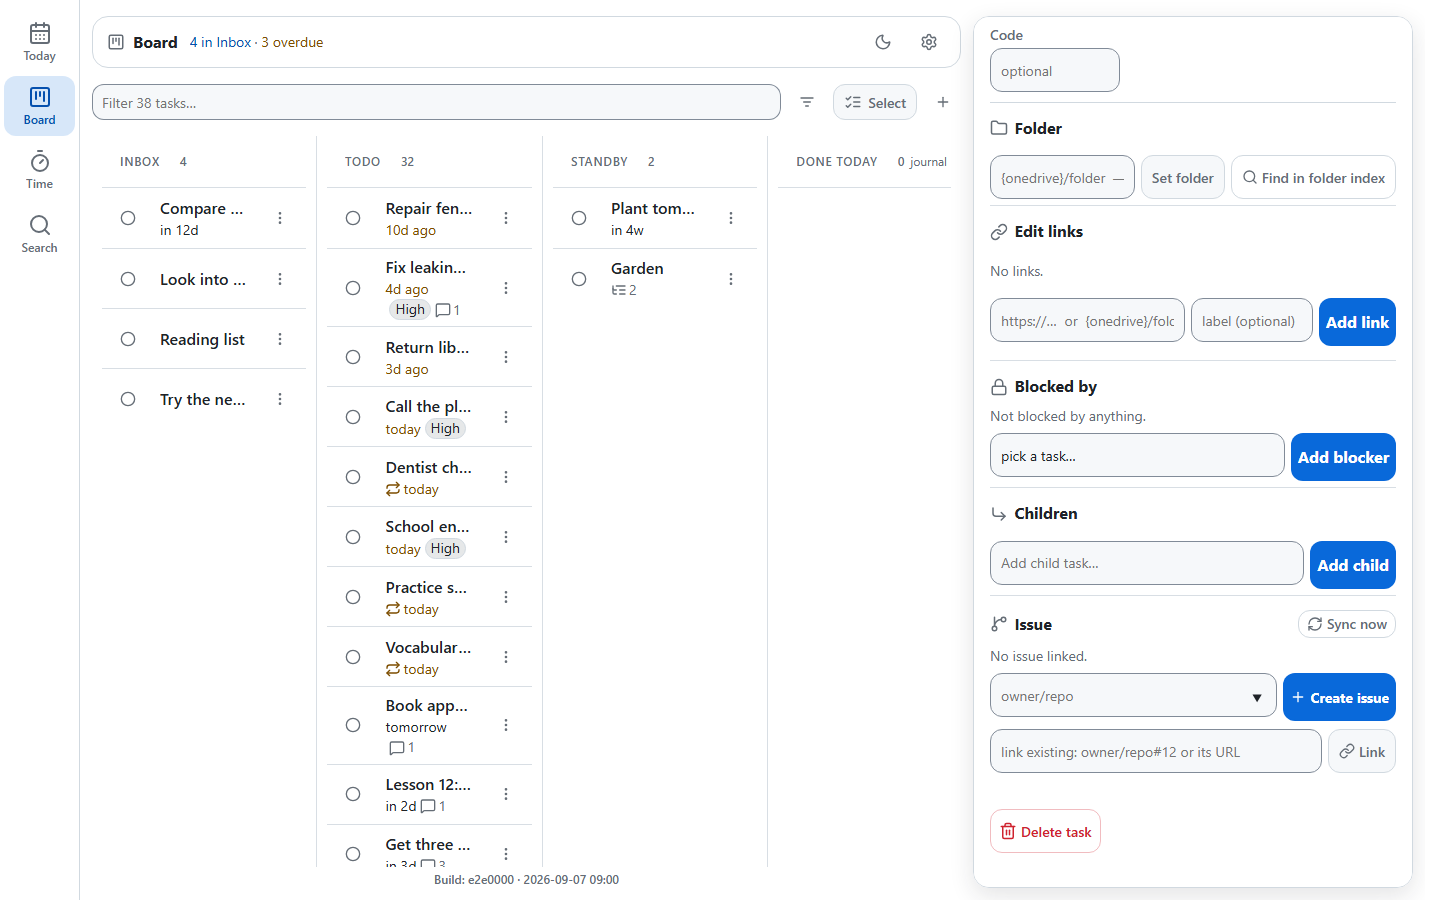 Today
Board
Time
Search
Board 4 in Inbox · 3 overdue
Filter 38 tasks...
Select
INBOX 4
Compare ...
in 12d
Look into ...
Reading list
Try the ne...
TODO 32
Repair fen...
10d ago
Fix leakin...
4d ago
High 1
Return lib...
3d ago
Call the pl...
today High
Dentist ch...
today
School en...
today High
Practice s...
today
Vocabular...
today
Book app...
tomorrow
1
Lesson 12:...
in 2d 1
Get three ...
in 3d 3
STANDBY 2
Plant tom...
in 4w
Garden
2
DONE TODAY 0 journal
Build: e2e0000 · 2026-09-07 09:00
Code
optional
Folder
{onedrive}/folder —
Set folder
Find in folder index
Edit links
No links.
https://... or {onedrive}/folc
label (optional)
Add link
Blocked by
Not blocked by anything.
pick a task...
Add blocker
Children
Add child task...
Add child
Issue
Sync now
No issue linked.
owner/repo
Create issue
link existing: owner/repo#12 or its URL
Link
Delete task